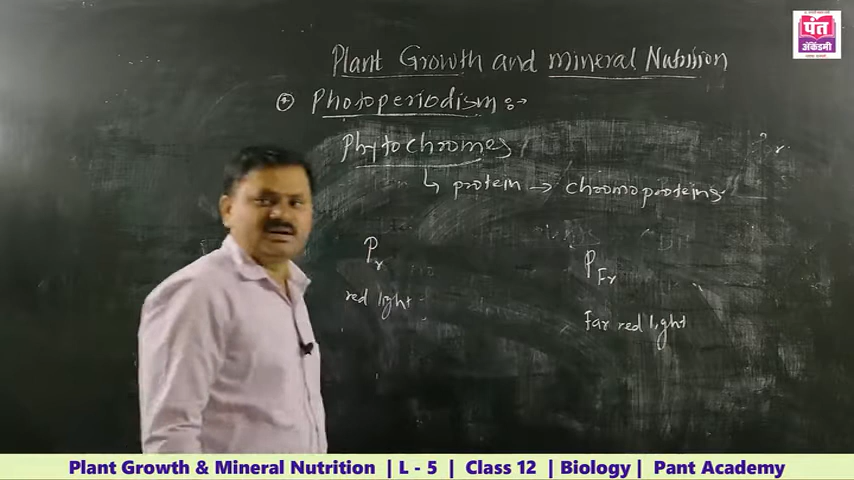 पंत
अॅकॅडमी
Plant Growth and mineral Nutrition
Photoperiodism :-
Phytochromes
protein → chromoproteins.
Pr
PFr
red light
Far red light
Plant Growth & Mineral Nutrition | L - 5 | Class 12 | Biology | Pant Academy